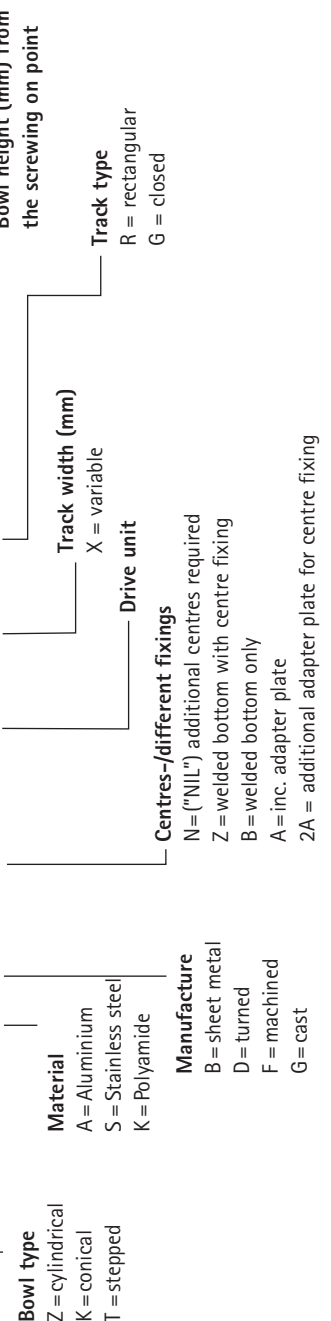 Bowl type
Z = cylindrical
K = conical
T = stepped
Material
A = Aluminium
S = Stainless steel
K = Polyamide
Manufacture
B = sheet metal
D = turned
F = machined
G = cast
Centres-/different fixings
N=("NIL") additional centres required
Z = welded bottom with centre fixing
B = welded bottom only
A = inc. adapter plate
2A = additional adapter plate for centre fixing
Drive unit
Track width (mm)
X = variable
Track type
R = rectangular
G = closed
Bowl height (mm) from
the screwing on point